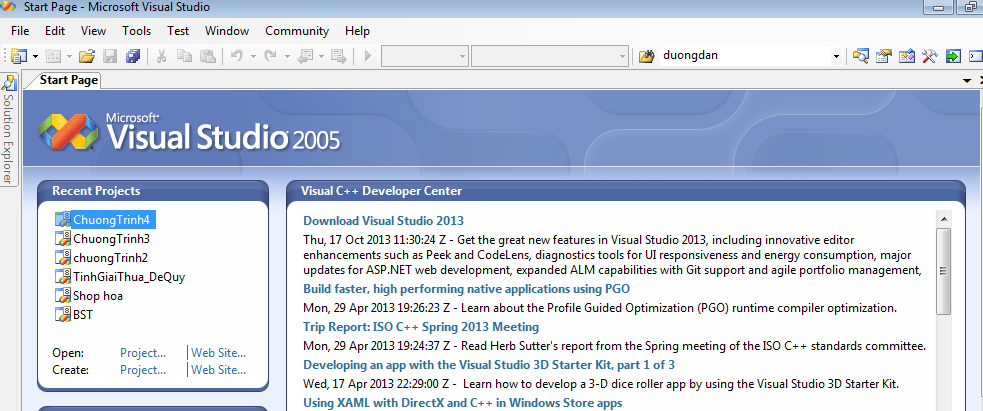 Start Page - Microsoft Visual Studio
File Edit View Tools Test Window Community Help
duongdan
Start Page
Solution Explorer
Microsoft®
Visual Studio® 2005
Recent Projects
ChuongTrinh4
ChuongTrinh3
chuongTrinh2
TinhGiaiThua_DeQuy
Shop hoa
BST
Open: Project... | Web Site...
Create: Project... | Web Site...
Visual C++ Developer Center
Download Visual Studio 2013
Thu, 17 Oct 2013 11:30:24 Z - Get the great new features in Visual Studio 2013, including innovative editor
enhancements such as Peek and CodeLens, diagnostics tools for UI responsiveness and energy consumption, major
updates for ASP.NET web development, expanded ALM capabilities with Git support and agile portfolio management,
Build faster, high performing native applications using PGO
Mon, 29 Apr 2013 19:26:23 Z - Learn about the Profile Guided Optimization (PGO) runtime compiler optimization.
Trip Report: ISO C++ Spring 2013 Meeting
Mon, 29 Apr 2013 19:24:37 Z - Read Herb Sutter's report from the Spring meeting of the ISO C++ standards committee.
Developing an app with the Visual Studio 3D Starter Kit, part 1 of 3
Wed, 17 Apr 2013 22:29:00 Z - Learn how to develop a 3-D dice roller app by using the Visual Studio 3D Starter Kit.
Using XAML with DirectX and C++ in Windows Store apps